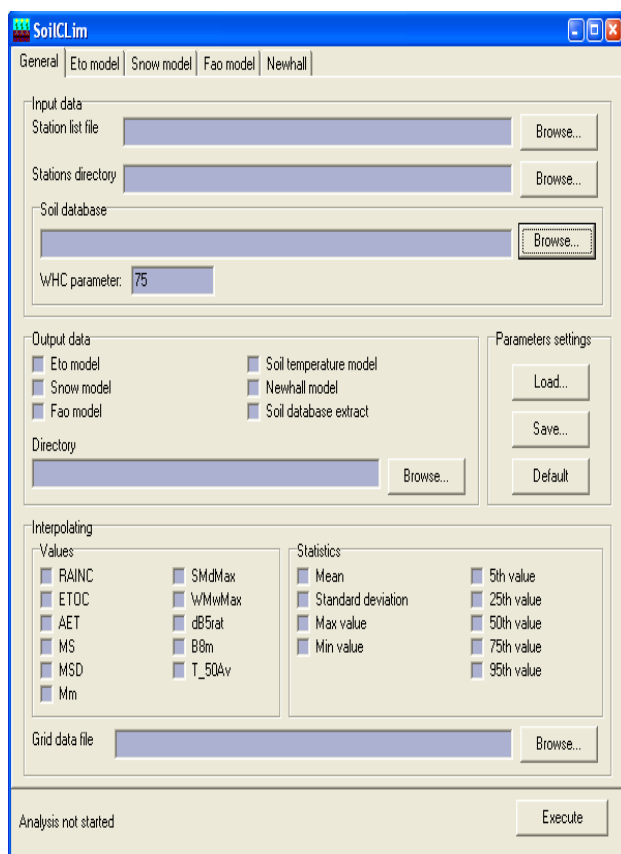 SoilCLim
General Eto model Snow model Fao model Newhall
Input data
Station list file Browse...
Stations directory Browse...
Soil database
Browse...
WHC parameter: 75
Output data
Eto model Soil temperature model
Snow model Newhall model
Fao model Soil database extract
Directory
Browse...
Parameters settings
Load...
Save...
Default
Interpolating
Values
RAINC SMdMax
ETOC WMwMax
AET dB5rat
MS B8m
MSD T_50Av
Mm
Statistics
Mean 5th value
Standard deviation 25th value
Max value 50th value
Min value 75th value
95th value
Grid data file Browse...
Analysis not started Execute